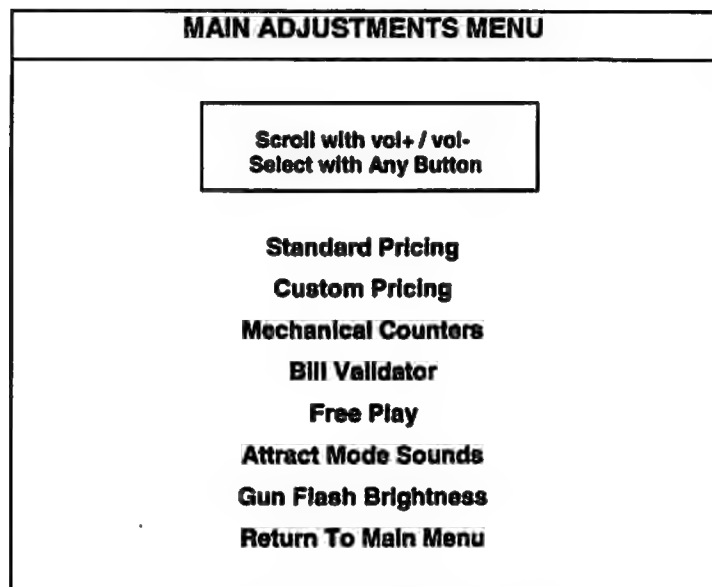 MAIN ADJUSTMENTS MENU
Scroll with vol+ / vol-
Select with Any Button
Standard Pricing
Custom Pricing
Mechanical Counters
Bill Validator
Free Play
Attract Mode Sounds
Gun Flash Brightness
Return To Main Menu